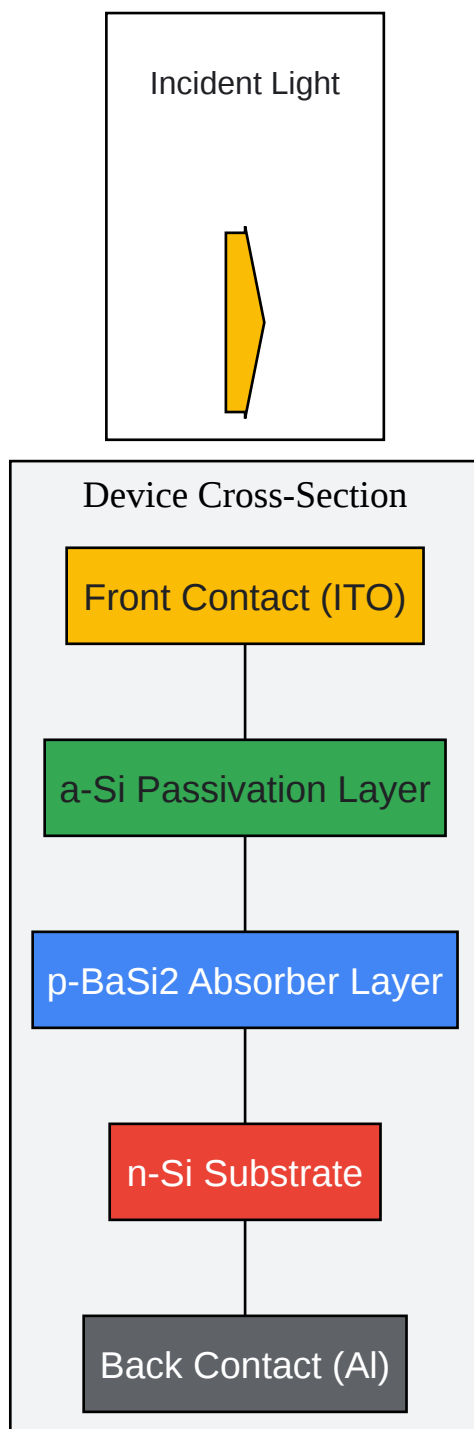 Incident Light
Device Cross-Section
Front Contact (ITO)
a-Si Passivation Layer
p-BaSi2 Absorber Layer
n-Si Substrate
Back Contact (Al)